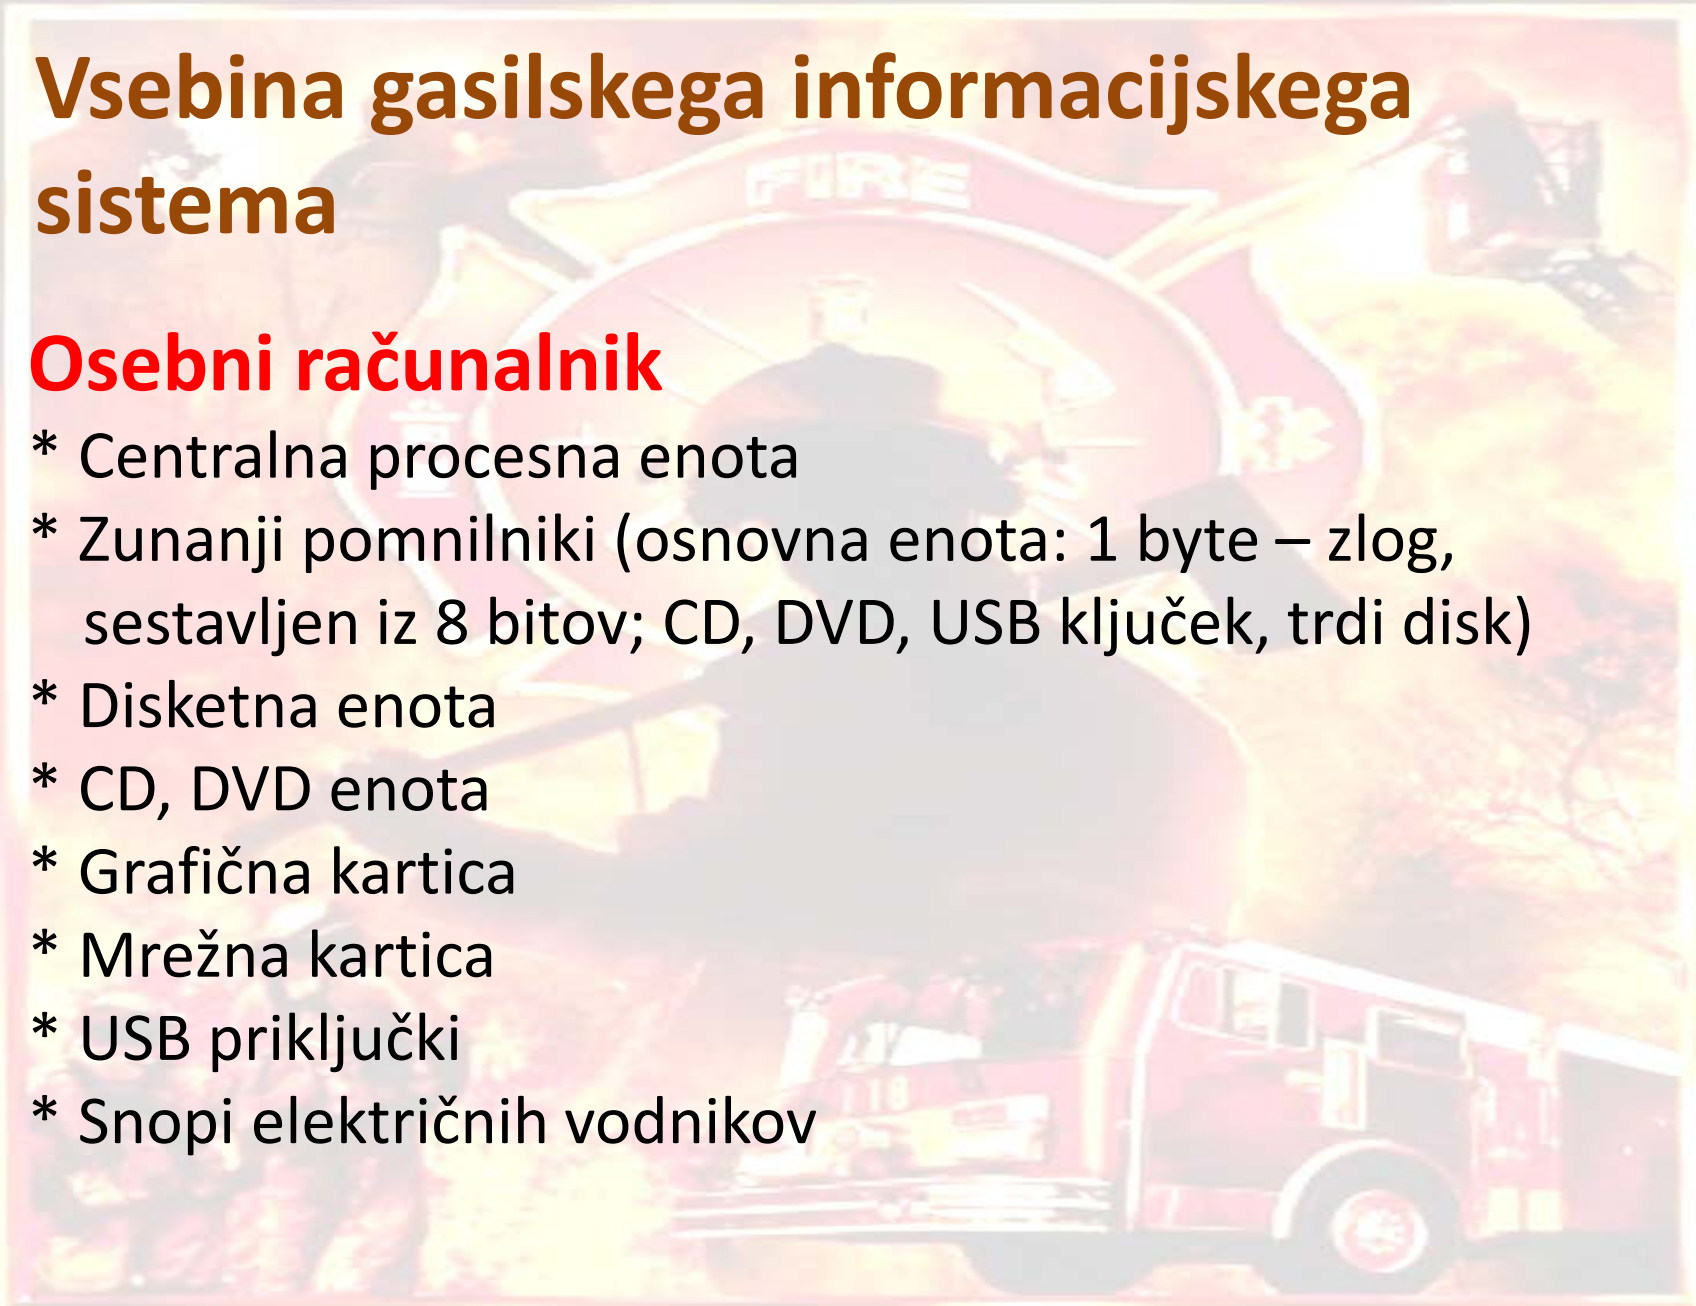 Vsebina gasilskega informacijskega
sistema
FIRE
Osebni računalnik
* Centralna procesna enota
* Zunanji pomnilniki (osnovna enota: 1 byte – zlog,
sestavljen iz 8 bitov; CD, DVD, USB ključek, trdi disk)
* Disketna enota
* CD, DVD enota
* Grafična kartica
* Mrežna kartica
* USB priključki
* Snopi električnih vodnikov
118